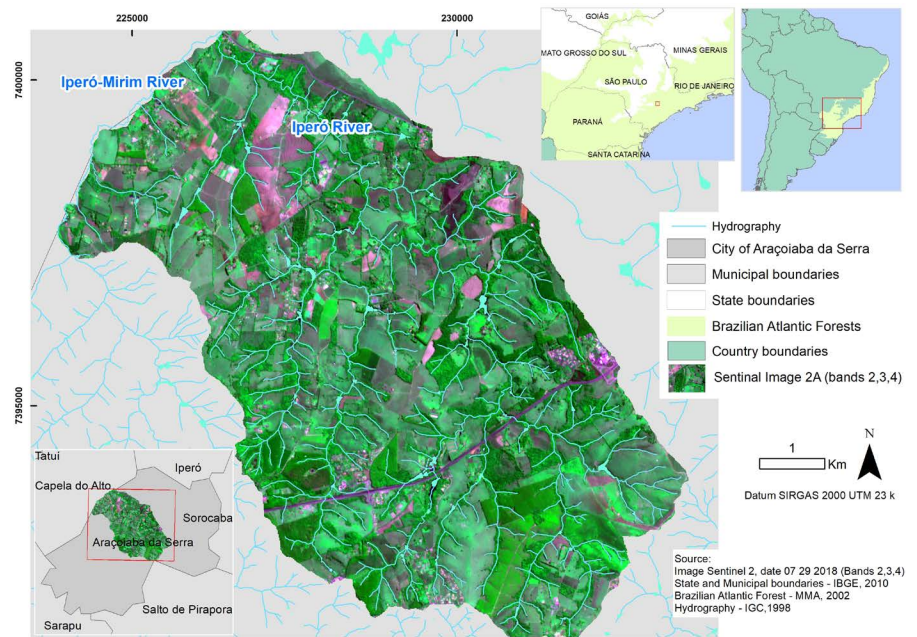 225000
230000
7400000
7395000
Iperó-Mirim River
Iperó River
GOIÁS
MATO GROSSO DO SUL
MINAS GERAIS
SÃO PAULO
RIO DE JANEIRO
PARANÁ
SANTA CATARINA
Hydrography
City of Araçoiaba da Serra
Municipal boundaries
State boundaries
Brazilian Atlantic Forests
Country boundaries
Sentinal Image 2A (bands 2,3,4)
1
Km
N
Datum SIRGAS 2000 UTM 23 k
Tatuí
Iperó
Capela do Alto
Sorocaba
Araçoiaba da Serra
Salto de Pirapora
Sarapu
Source:
Image Sentinel 2, date 07 29 2018 (Bands 2,3,4)
State and Municipal boundaries - IBGE, 2010
Brazilian Atlantic Forest - MMA, 2002
Hydrography - IGC,1998